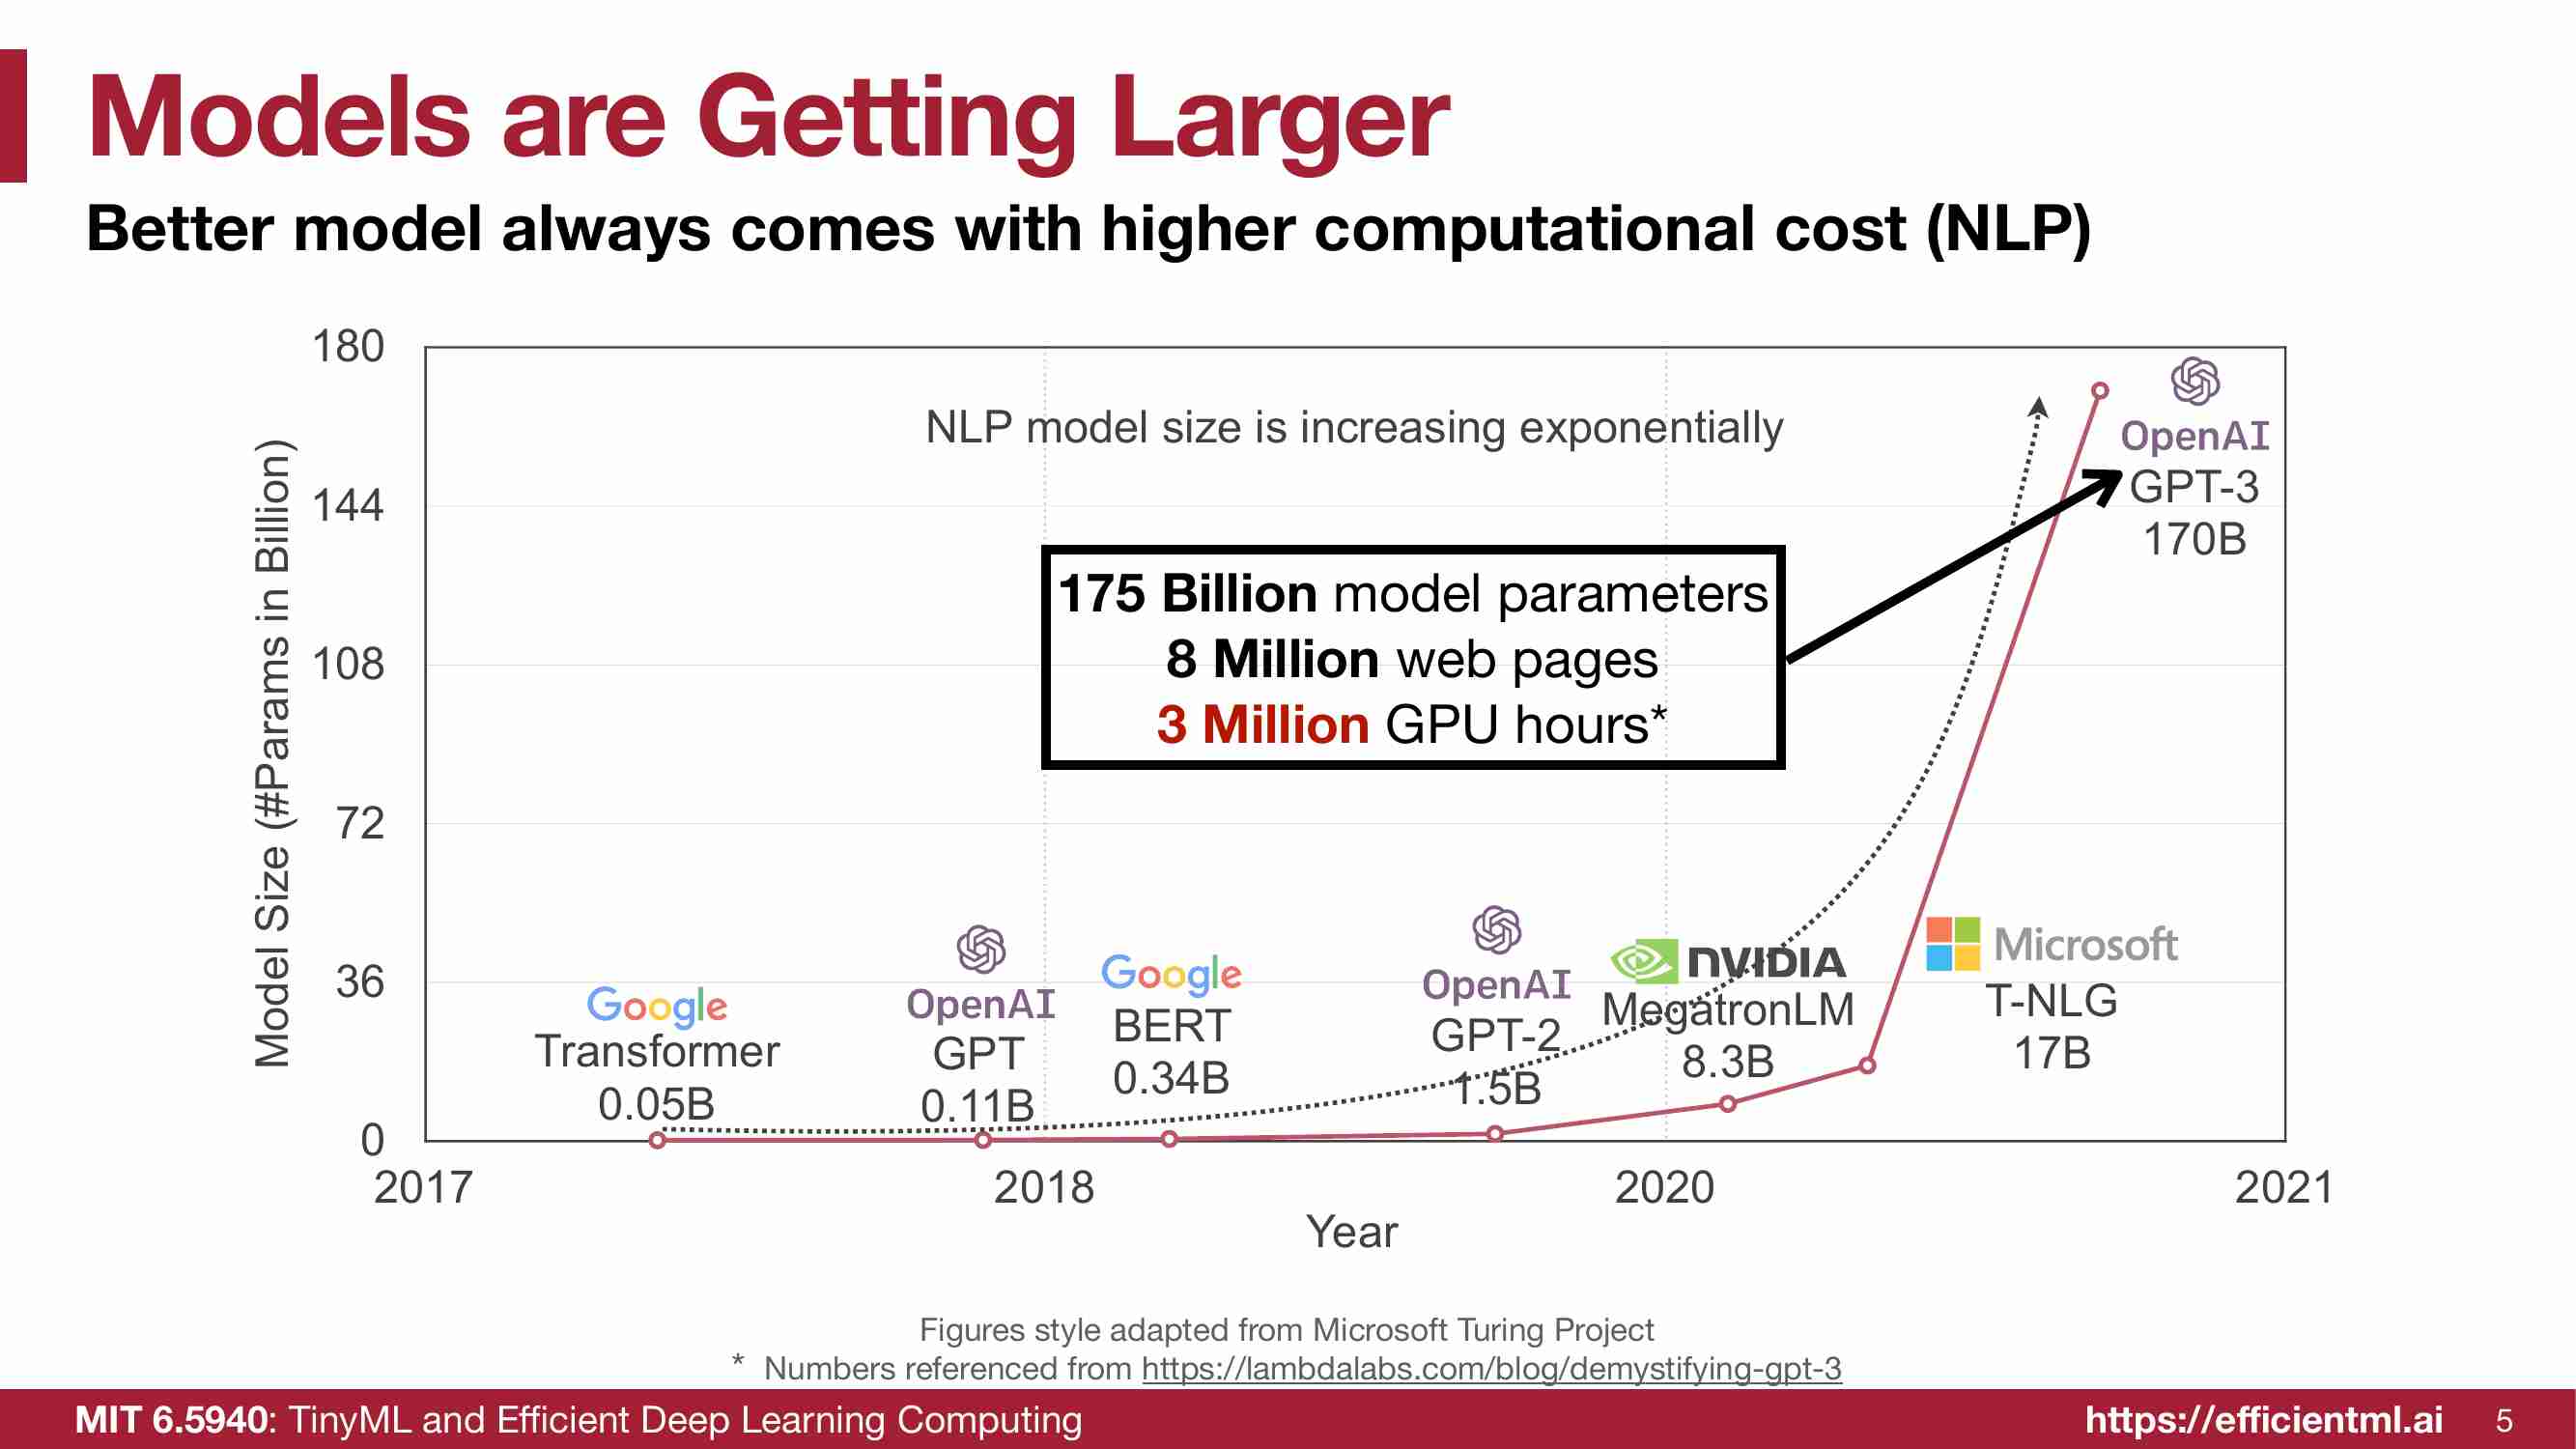 Models are Getting Larger
Better model always comes with higher computational cost (NLP)
180
144
108
72
36
0
Model Size (#Params in Billion)
NLP model size is increasing exponentially
175 Billion model parameters
8 Million web pages
3 Million GPU hours*
Google
Transformer
0.05B
OpenAI
GPT
0.11B
Google
BERT
0.34B
OpenAI
GPT-2
1.5B
NVIDIA
MegatronLM
8.3B
Microsoft
T-NLG
17B
OpenAI
GPT-3
170B
2017
2018
2020
2021
Year
Figures style adapted from Microsoft Turing Project
* Numbers referenced from https://lambdalabs.com/blog/demystifying-gpt-3
MIT 6.5940: TinyML and Efficient Deep Learning Computing
https://efficientml.ai
5